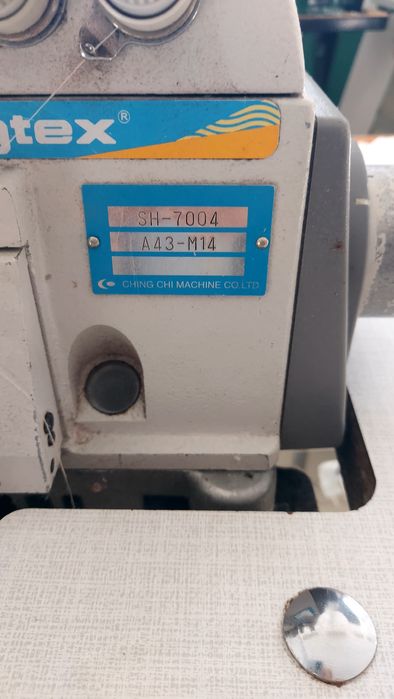 gtex®
SH-7004
A43-M14
CHING CHI MACHINE CO.LTD